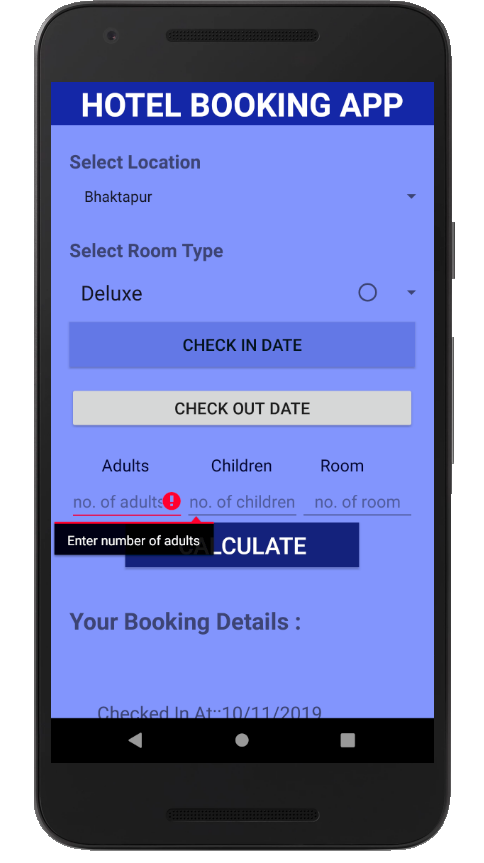 HOTEL BOOKING APP
Select Location
Bhaktapur
Select Room Type
Deluxe
CHECK IN DATE
CHECK OUT DATE
Adults Children Room
no. of adults no. of children no. of room
Enter number of adults
CALCULATE
Your Booking Details :
Checked In At::10/11/2019